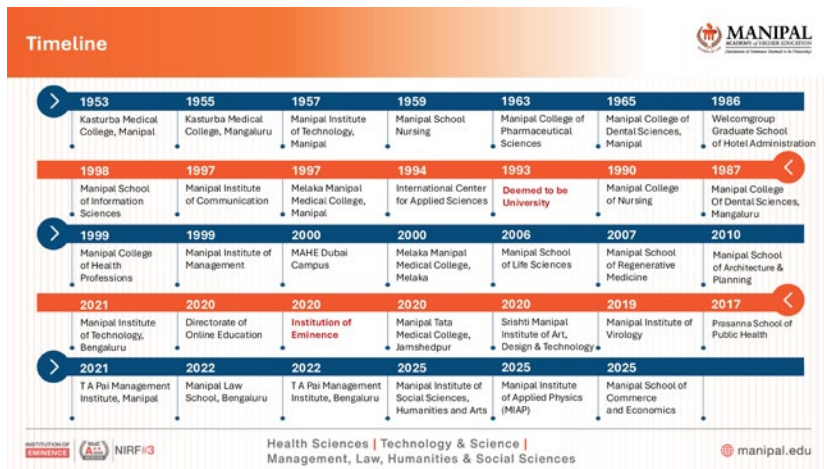 Timeline
MANIPAL
ACADEMY of HIGHER EDUCATION
(Institution of Eminence Deemed to be University)
1953 1955 1957 1959 1963 1965 1986
Kasturba Medical College, Manipal
Kasturba Medical College, Mangaluru
Manipal Institute of Technology, Manipal
Manipal School Nursing
Manipal College of Pharmaceutical Sciences
Manipal College of Dental Sciences, Manipal
Welcomgroup Graduate School of Hotel Administration
1998 1997 1997 1994 1993 1990 1987
Manipal School of Information Sciences
Manipal Institute of Communication
Melaka Manipal Medical College, Manipal
International Center for Applied Sciences
Deemed to be University
Manipal College of Nursing
Manipal College Of Dental Sciences, Mangaluru
1999 1999 2000 2000 2006 2007 2010
Manipal College of Health Professions
Manipal Institute of Management
MAHE Dubai Campus
Melaka Manipal Medical College, Melaka
Manipal School of Life Sciences
Manipal School of Regenerative Medicine
Manipal School of Architecture & Planning
2021 2020 2020 2020 2020 2019 2017
Manipal Institute of Technology, Bengaluru
Directorate of Online Education
Institution of Eminence
Manipal Tata Medical College, Jamshedpur
Srishti Manipal Institute of Art, Design & Technology
Manipal Institute of Virology
Prasanna School of Public Health
2021 2022 2022 2025 2025 2025
T A Pai Management Institute, Manipal
Manipal Law School, Bengaluru
T A Pai Management Institute, Bengaluru
Manipal Institute of Social Sciences, Humanities and Arts
Manipal Institute of Applied Physics (MIAP)
Manipal School of Commerce and Economics
INSTITUTION OF
EMINENCE
NAAC
A++
NIRF#3
Health Sciences | Technology & Science |
Management, Law, Humanities & Social Sciences
manipal.edu